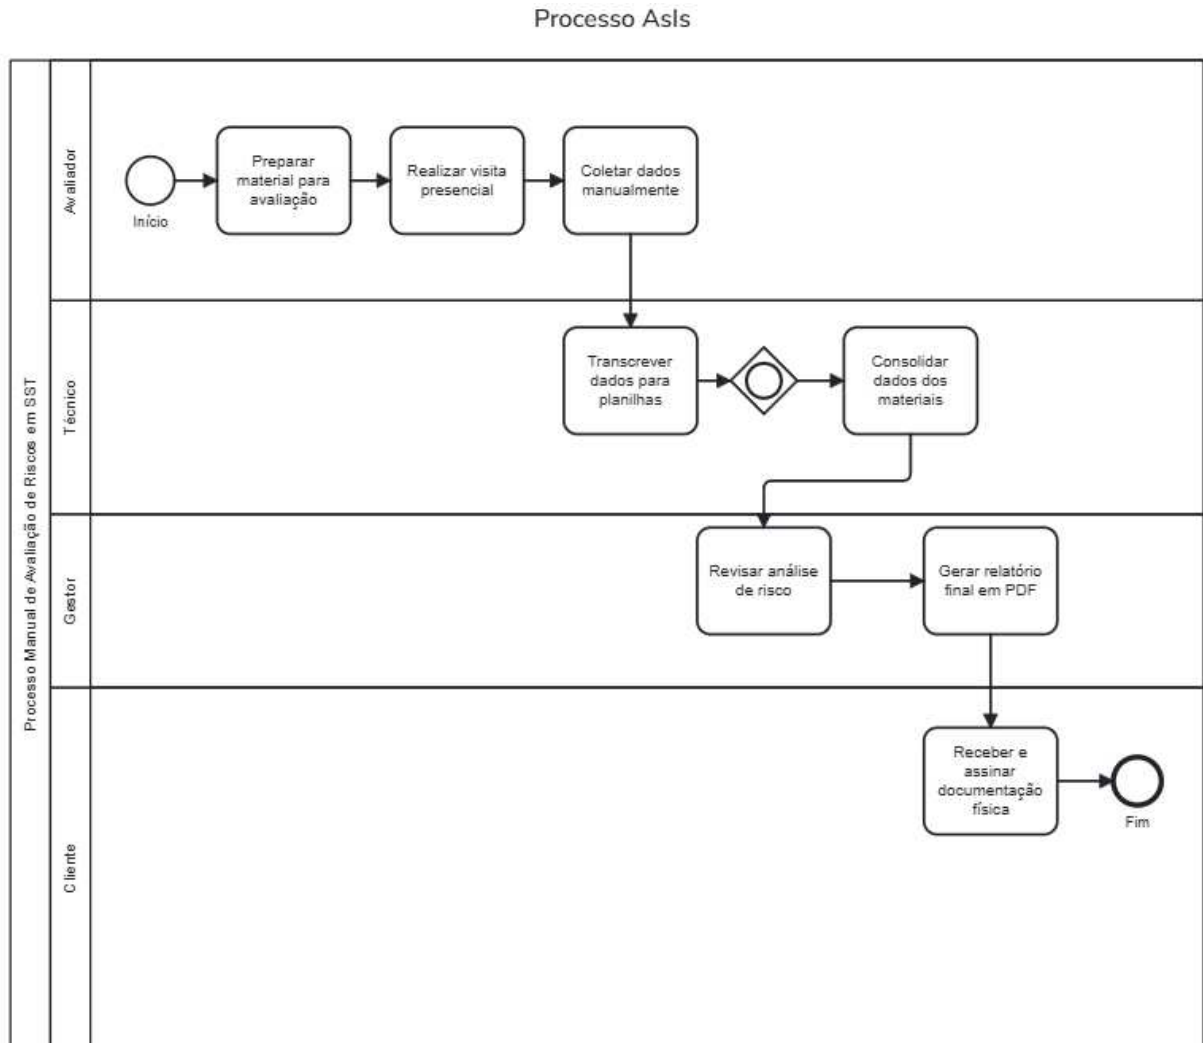 Processo AsIs
Processo Manual de Avaliação de Riscos em SST
Avaliador
Início
Preparar
material para
avaliação
Realizar visita
presencial
Coletar dados
manualmente
Técnico
Transcrever
dados para
planilhas
Consolidar
dados dos
materiais
Gestor
Revisar análise
de risco
Gerar relatório
final em PDF
Cliente
Receber e
assinar
documentação
física
Fim